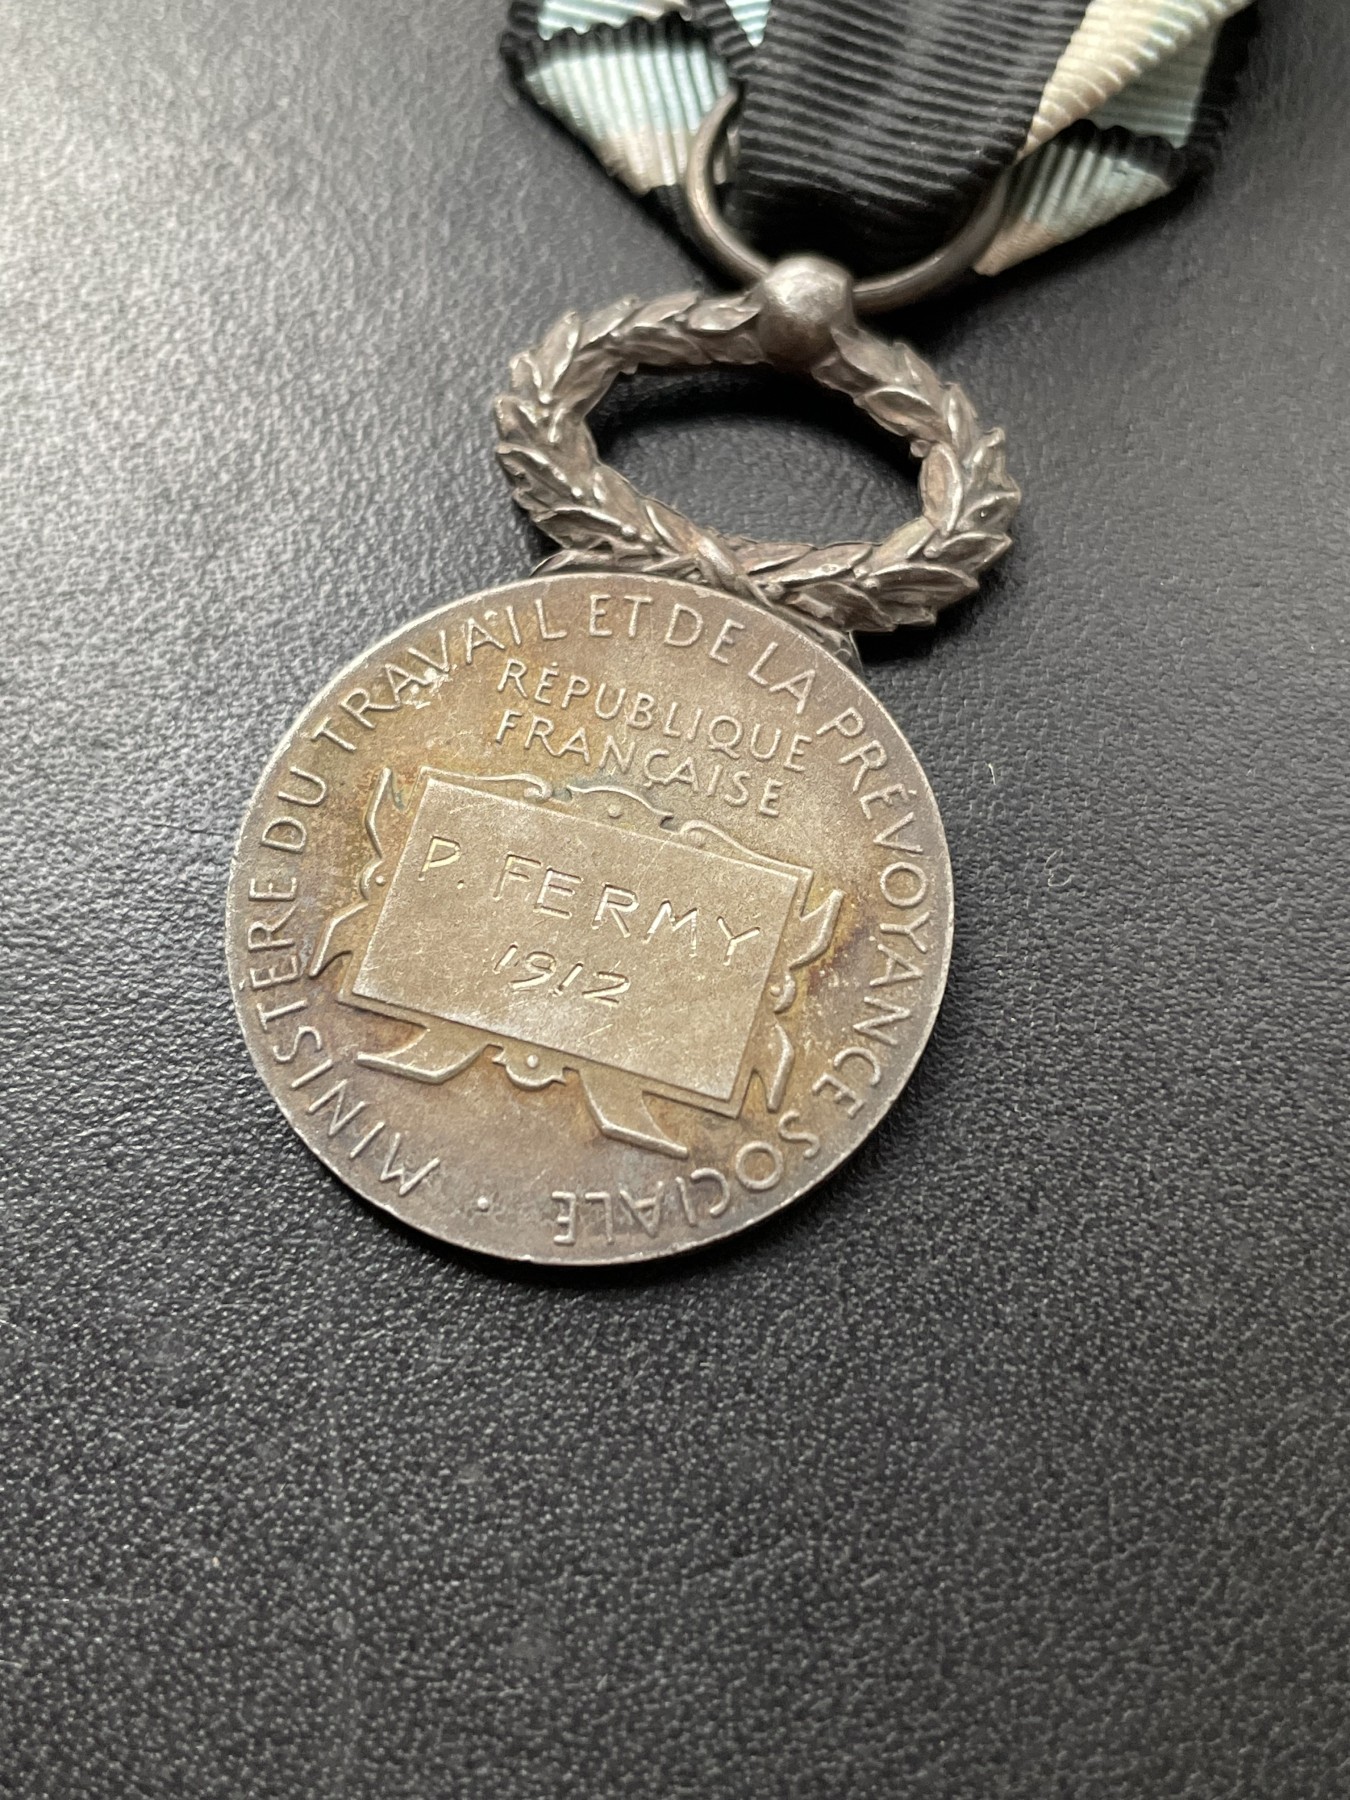 MINISTÈRE DU TRAVAIL ET DE LA PRÉVOYANCE SOCIALE
RÉPUBLIQUE
FRANÇAISE
P. FERMY
1912